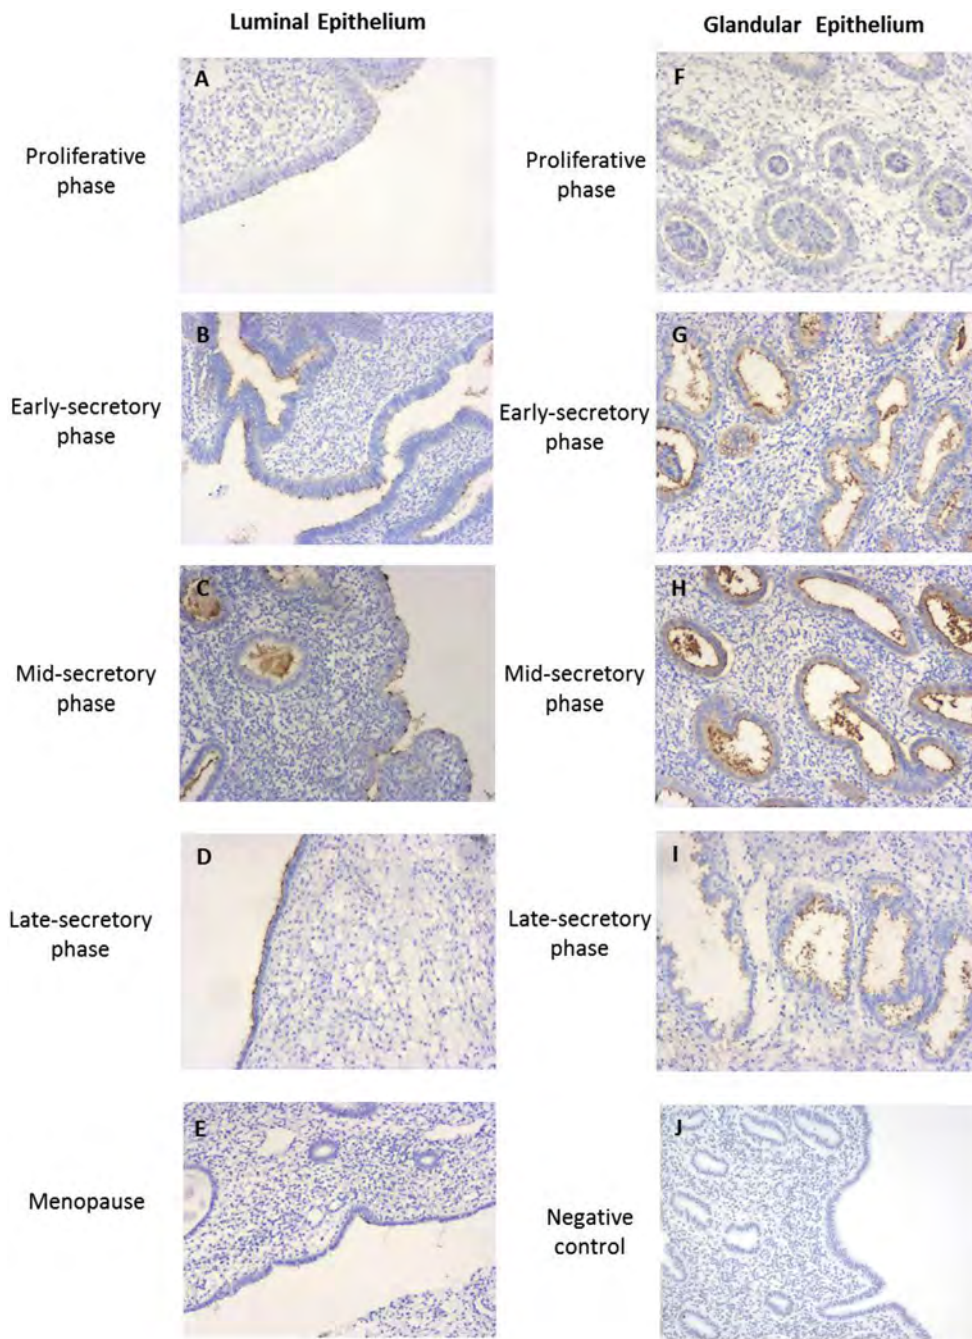 Luminal Epithelium
Glandular Epithelium
A
F
Proliferative
phase
Proliferative
phase
B
G
Early-secretory
phase
Early-secretory
phase
C
H
Mid-secretory
phase
Mid-secretory
phase
D
I
Late-secretory
phase
Late-secretory
phase
E
J
Menopause
Negative
control